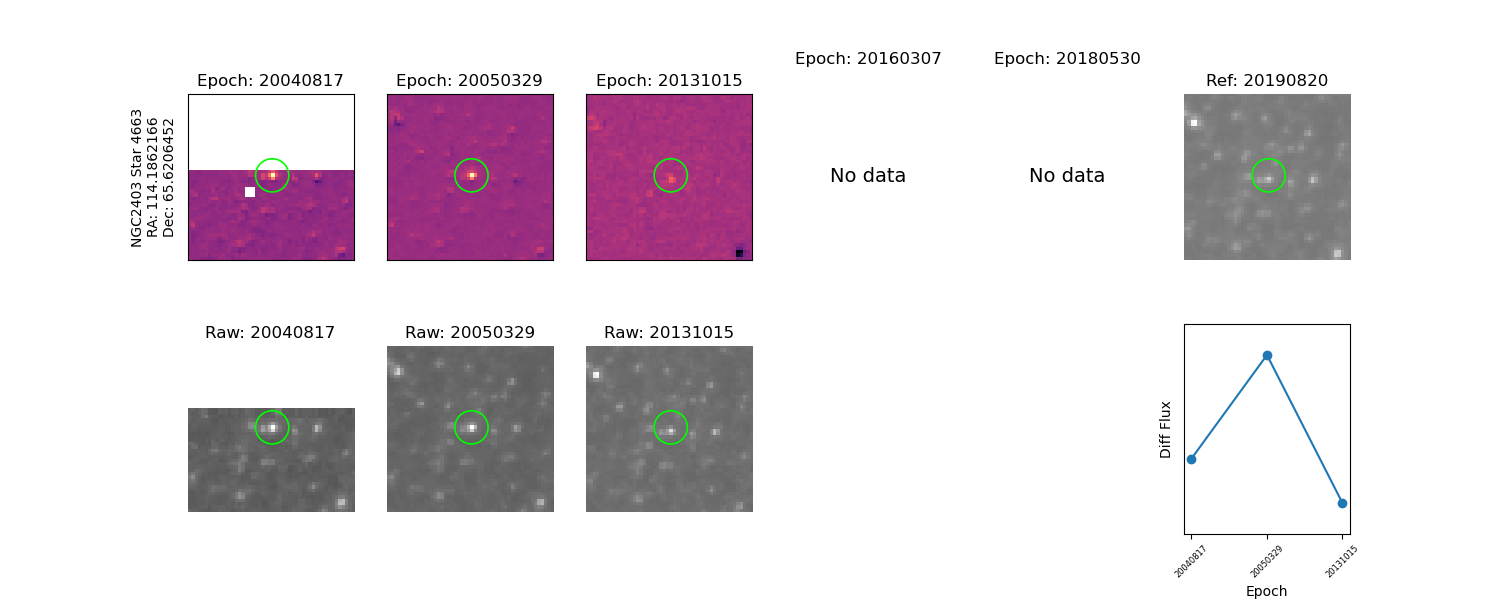 Epoch: 20040817
Epoch: 20050329
Epoch: 20131015
Epoch: 20160307
Epoch: 20180530
Ref: 20190820
NGC2403 Star 4663
RA: 114.1862166
Dec: 65.6206452
No data
No data
Raw: 20040817
Raw: 20050329
Raw: 20131015
Diff Flux
20040817
20050329
20131015
Epoch